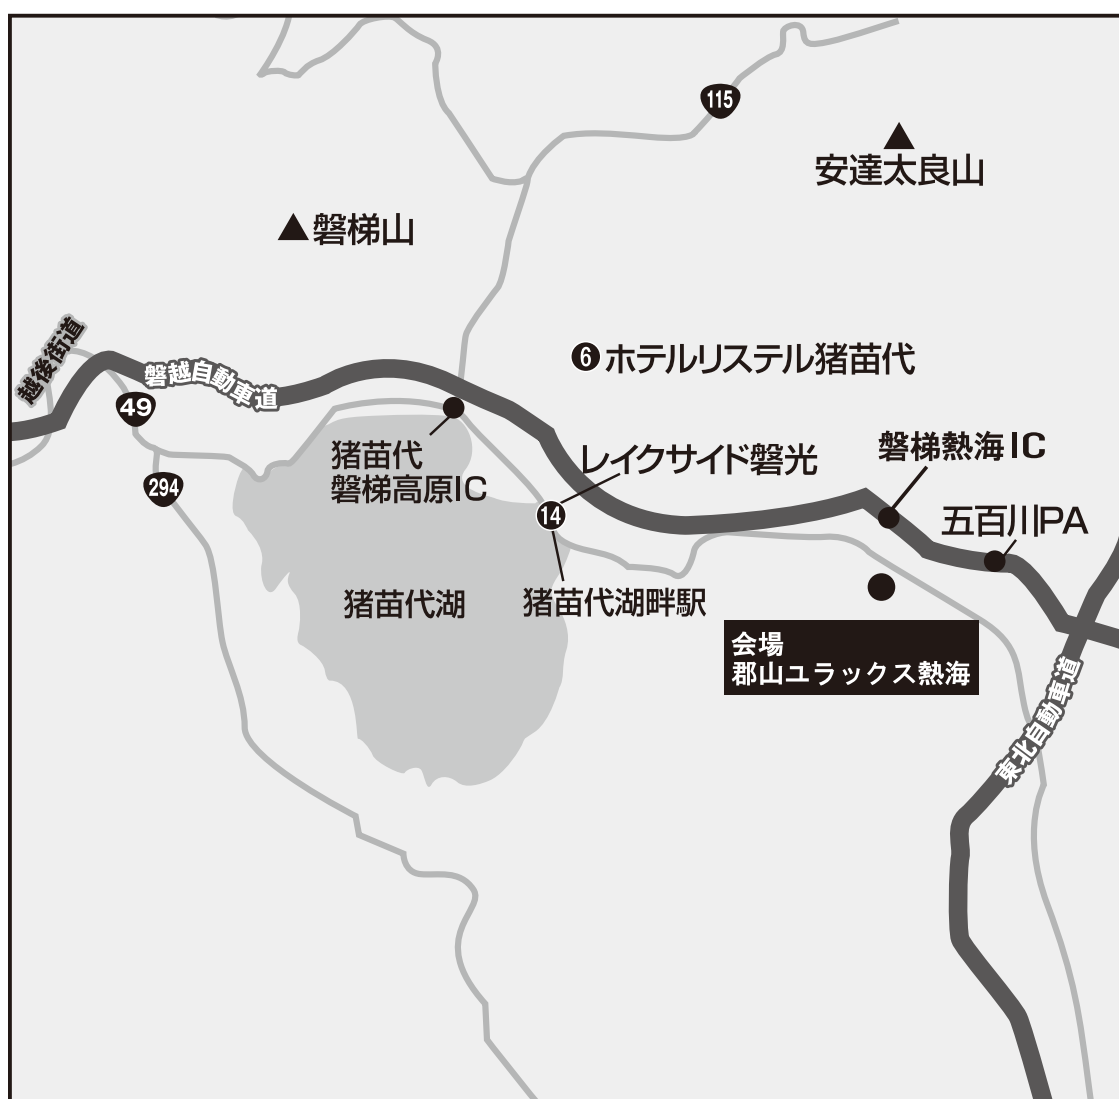 115
安達太良山
磐梯山
越後街道
磐越自動車道
49
6 ホテルリステル猪苗代
猪苗代
磐梯高原IC
レイクサイド磐光
磐梯熱海IC
294
14
五百川PA
猪苗代湖
猪苗代湖畔駅
会場
郡山ユラックス熱海
東北自動車道